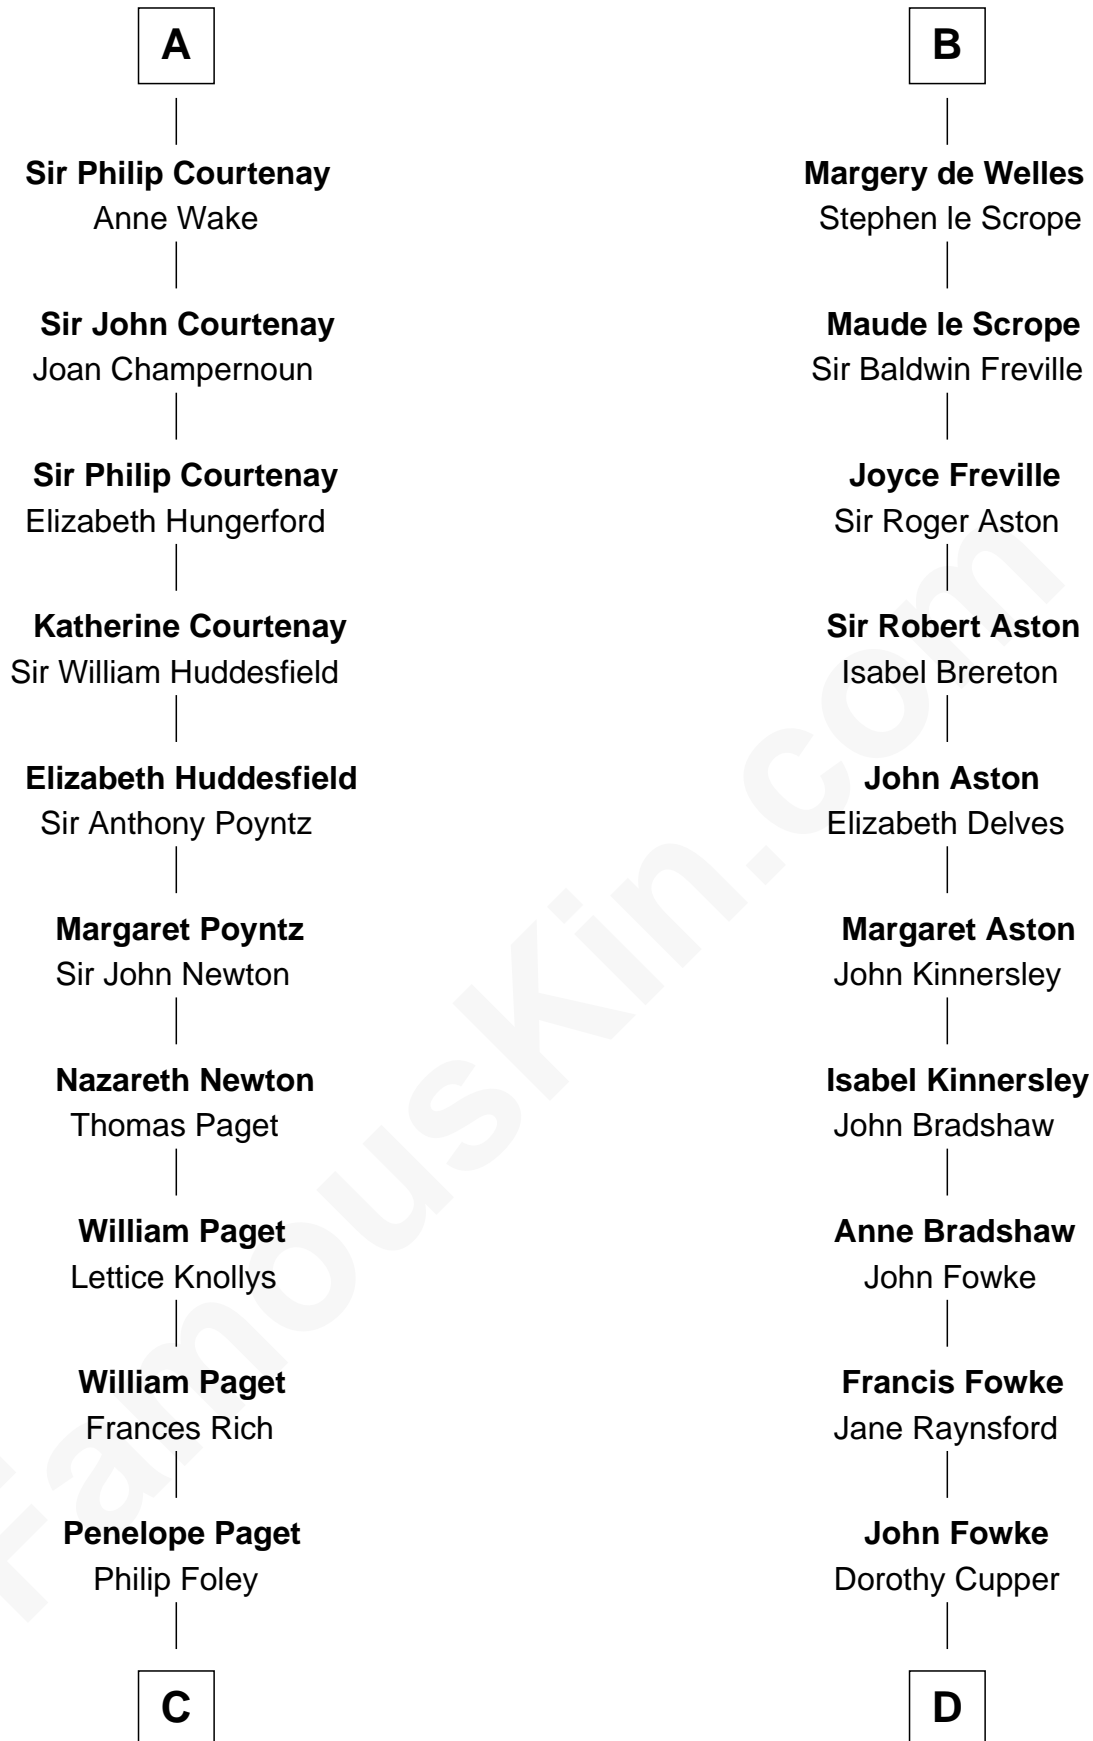 A
Sir Philip Courtenay
Anne Wake
Sir John Courtenay
Joan Champernoun
Sir Philip Courtenay
Elizabeth Hungerford
Katherine Courtenay
Sir William Huddesfield
Elizabeth Huddesfield
Sir Anthony Poyntz
Margaret Poyntz
Sir John Newton
Nazareth Newton
Thomas Paget
William Paget
Lettice Knollys
William Paget
Frances Rich
Penelope Paget
Philip Foley
C
B
Margery de Welles
Stephen le Scrope
Maude le Scrope
Sir Baldwin Freville
Joyce Freville
Sir Roger Aston
Sir Robert Aston
Isabel Brereton
John Aston
Elizabeth Delves
Margaret Aston
John Kinnersley
Isabel Kinnersley
John Bradshaw
Anne Bradshaw
John Fowke
Francis Fowke
Jane Raynsford
John Fowke
Dorothy Cupper
D
FamousKin.com